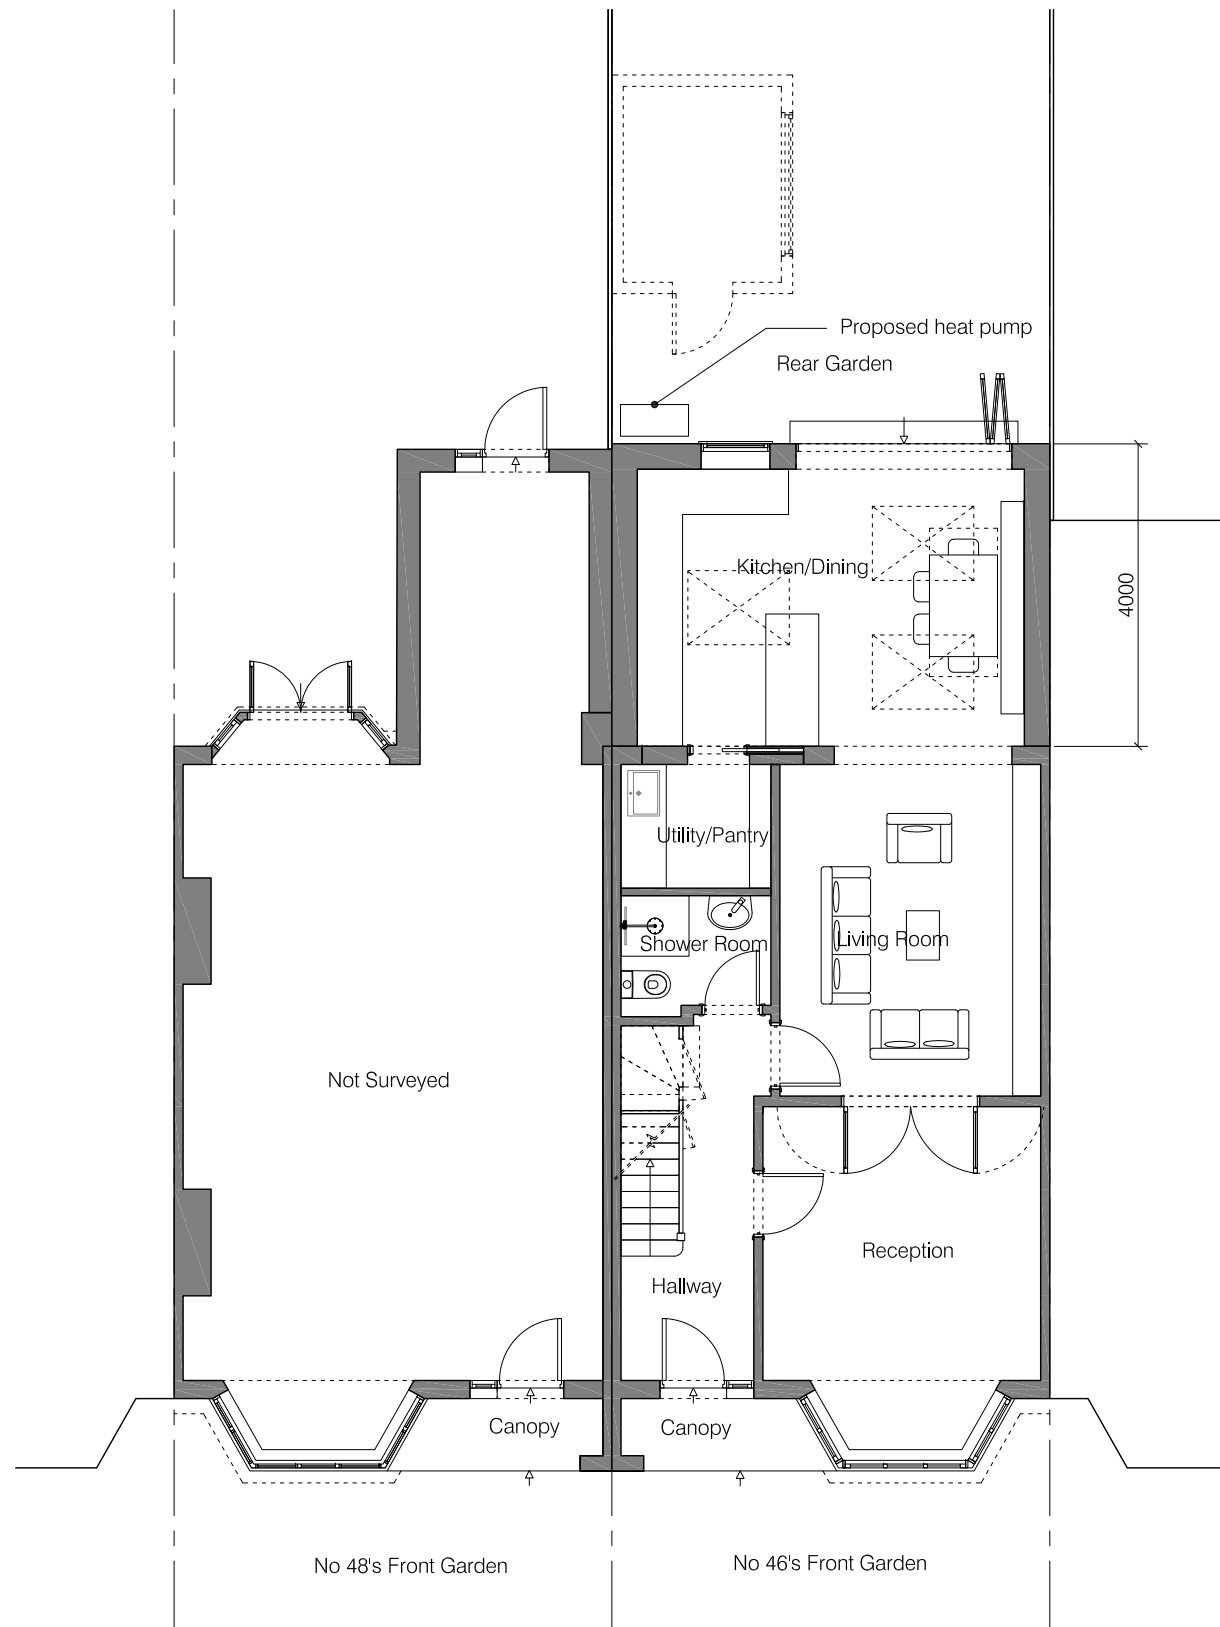 Proposed heat pump
Rear Garden
Kitchen/Dining
4000
Utility/Pantry
Shower Room
Living Room
Not Surveyed
Reception
Hallway
Canopy
Canopy
No 48's Front Garden
No 46's Front Garden